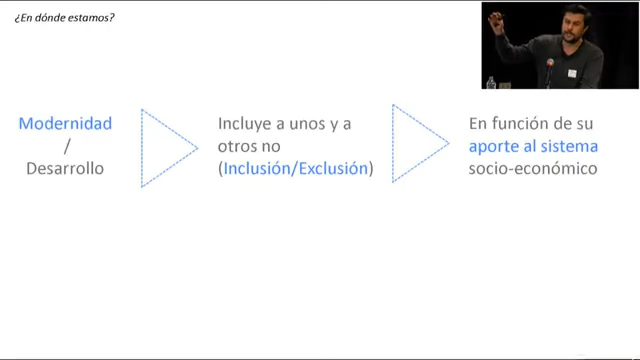 ¿En dónde estamos?
Modernidad
/
Desarrollo
Incluye a unos y a
otros no
(Inclusión/Exclusión)
En función de su
aporte al sistema
socio-económico